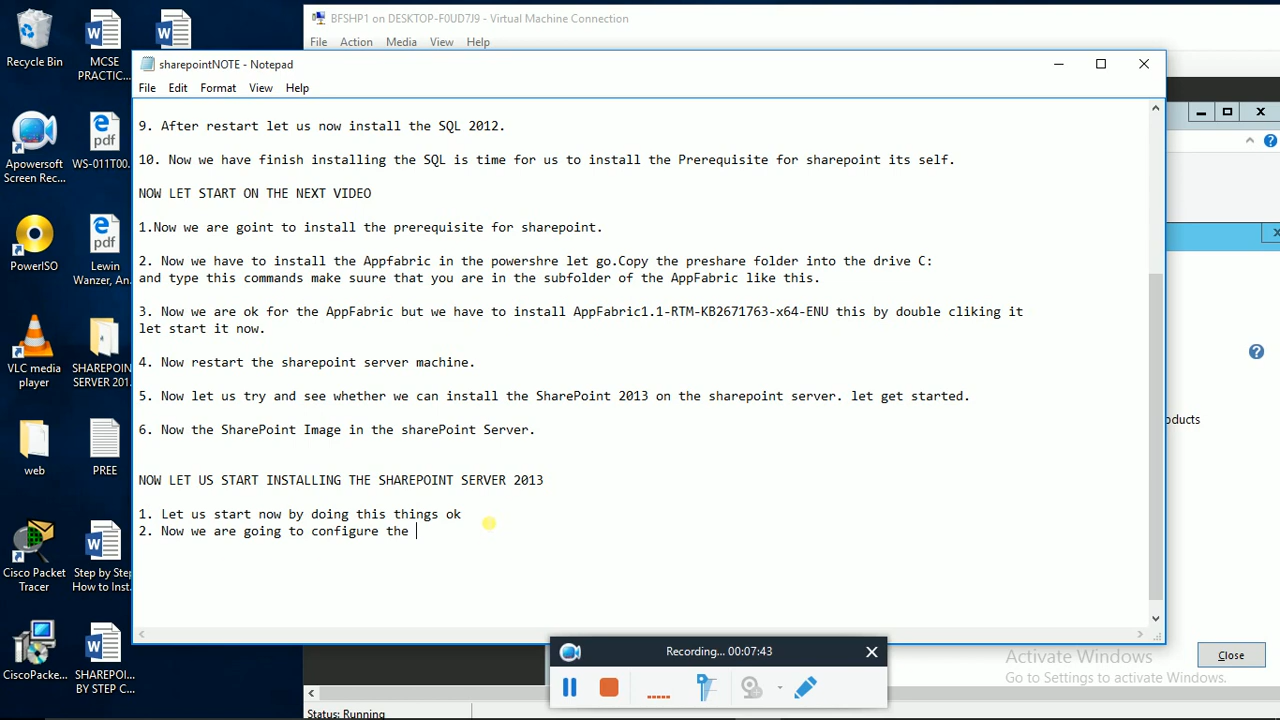 BFSHP1 on DESKTOP-F0UD7J9 - Virtual Machine Connection
File Action Media View Help
sharepointNOTE - Notepad
File Edit Format View Help
9. After restart let us now install the SQL 2012.
10. Now we have finish installing the SQL is time for us to install the Prerequisite for sharepoint its self.
NOW LET START ON THE NEXT VIDEO
1.Now we are goint to install the prerequisite for sharepoint.
2. Now we have to install the Appfabric in the powershre let go.Copy the preshare folder into the drive C:
and type this commands make suure that you are in the subfolder of the AppFabric like this.
3. Now we are ok for the AppFabric but we have to install AppFabric1.1-RTM-KB2671763-x64-ENU this by double cliking it
let start it now.
4. Now restart the sharepoint server machine.
5. Now let us try and see whether we can install the SharePoint 2013 on the sharepoint server. let get started.
6. Now the SharePoint Image in the sharePoint Server.
NOW LET US START INSTALLING THE SHAREPOINT SERVER 2013
1. Let us start now by doing this things ok
2. Now we are going to configure the
Recycle Bin
MCSE
PRACTIC...
Apowersoft
Screen Rec...
WS-011T00...
PowerISO
Lewin
Wanzer, An...
VLC media
player
SHAREPOIN
SERVER 201...
web
PREE
Cisco Packet
Tracer
Step by Step
How to Inst...
CiscoPacke...
SHAREPOI...
BY STEP C...
oducts
Recording... 00:07:43
Activate Windows
Go to Settings to activate Windows.
Close
Status: Running